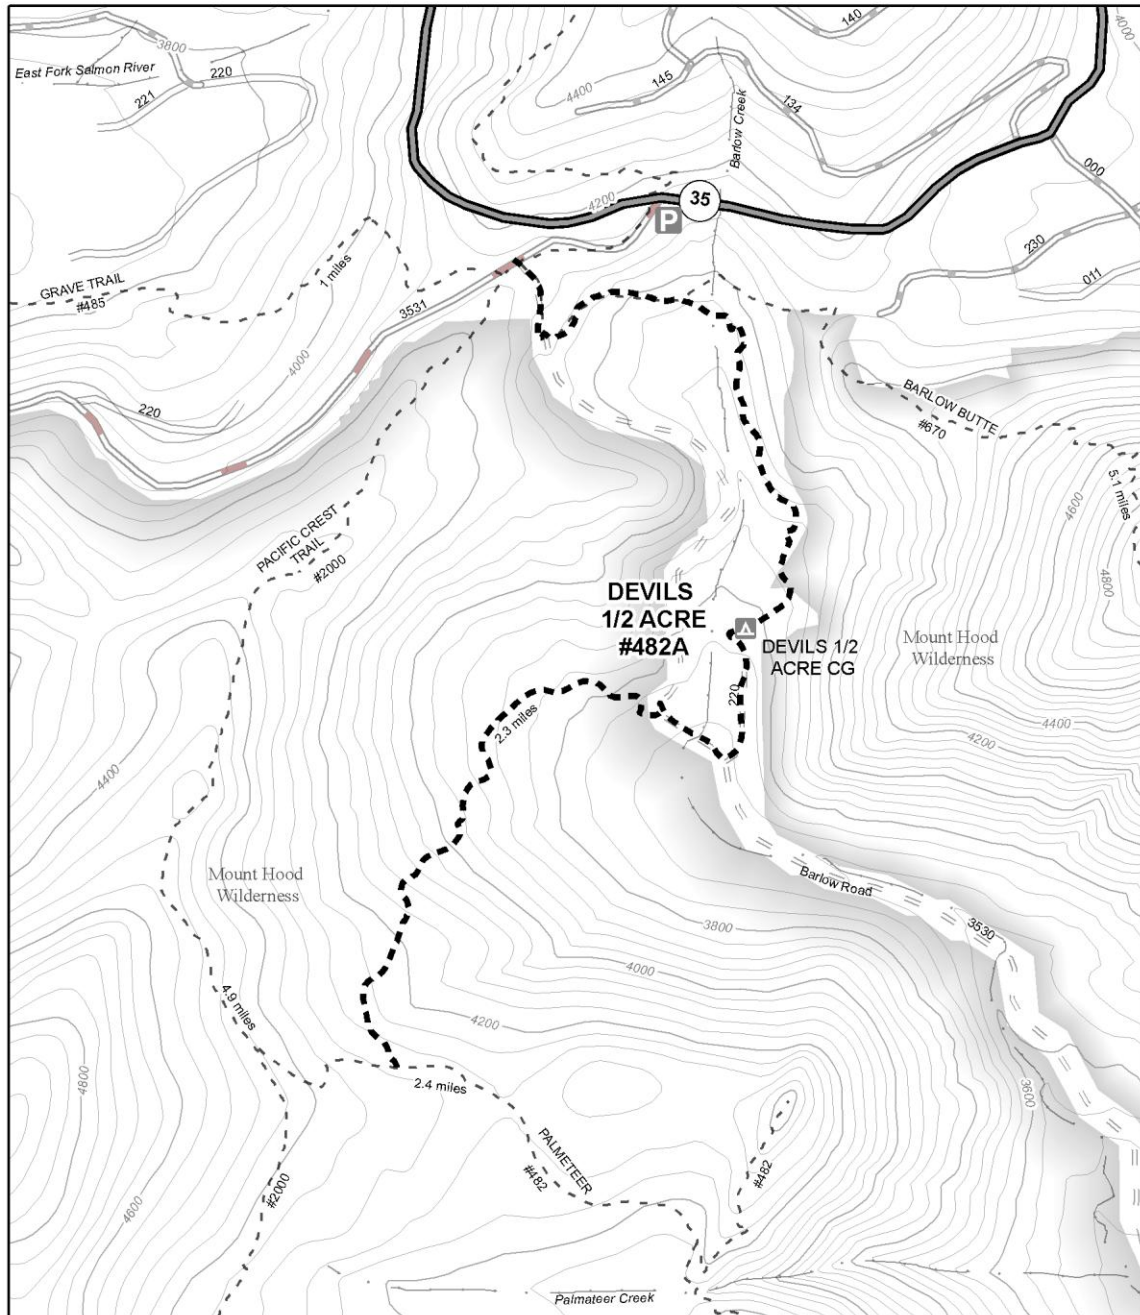 140
4000
3800
East Fork Salmon River
220
221
145
4400
134
Barlow Creek
000
35
4200
P
230
011
GRAVE TRAIL
#485
1 miles
3531
4000
220
BARLOW BUTTE
#670
5.1 miles
4600
4800
PACIFIC CREST
TRAIL
#2000
DEVILS
1/2 ACRE
#482A
DEVILS 1/2
ACRE CG
Mount Hood
Wilderness
220
2.3 miles
4400
4200
4400
Mount Hood
Wilderness
Barlow Road
3800
3530
4000
4.9 miles
4200
4800
2.4 miles
3600
PALMETEER
#482
#482
#2000
4600
Palmateer Creek